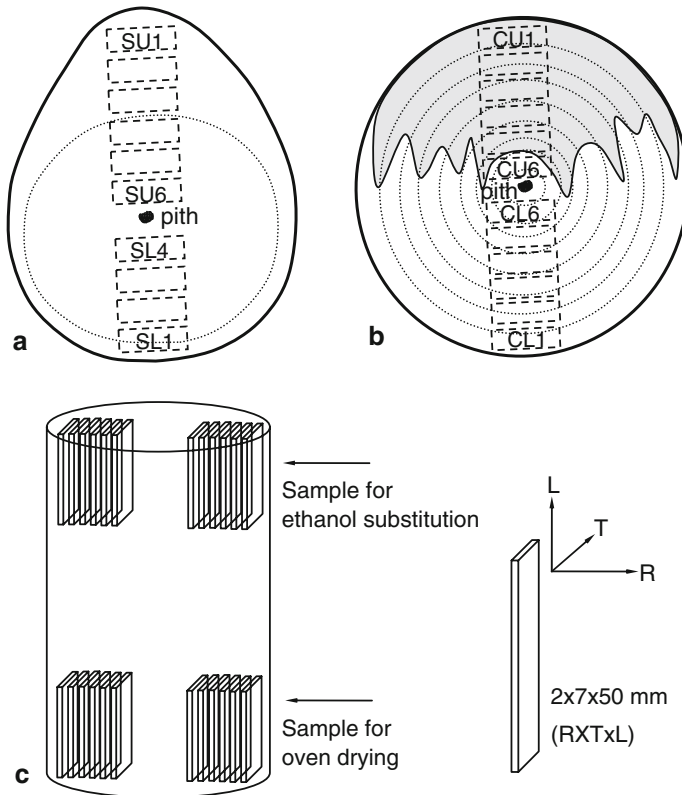 SU1
SU6
pith
SL4
SL1
a
CU1
CU6
pith
CL6
CL1
b
Sample for
ethanol substitution
Sample for
oven drying
c
L
T
R
2x7x50 mm
(RXTxL)